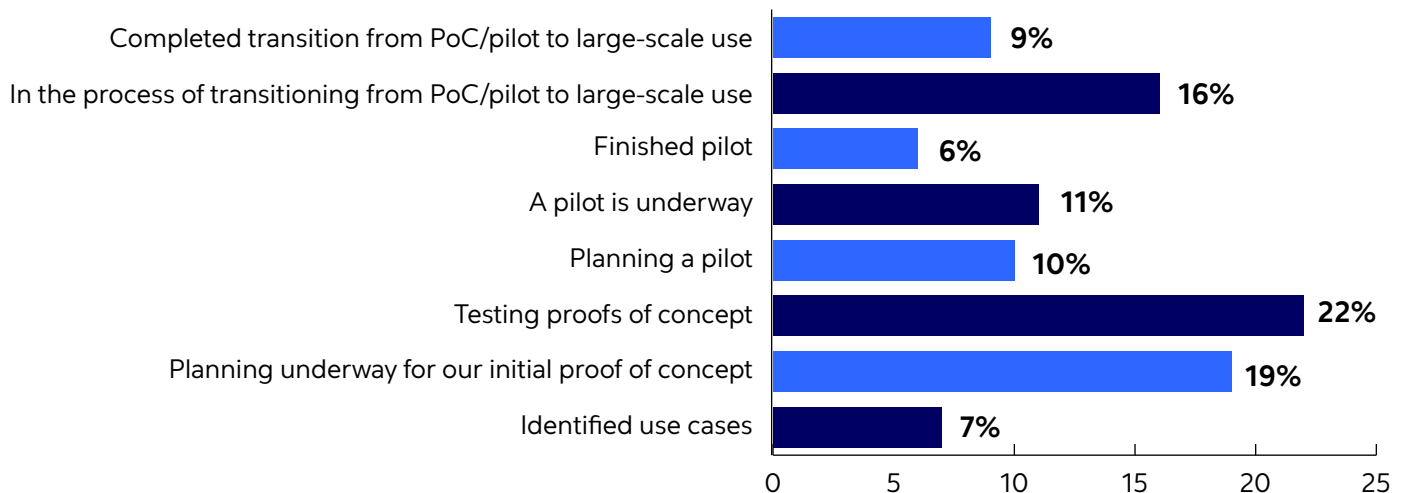 Completed transition from PoC/pilot to large-scale use 9%
In the process of transitioning from PoC/pilot to large-scale use 16%
Finished pilot 6%
A pilot is underway 11%
Planning a pilot 10%
Testing proofs of concept 22%
Planning underway for our initial proof of concept 19%
Identified use cases 7%
0 5 10 15 20 25